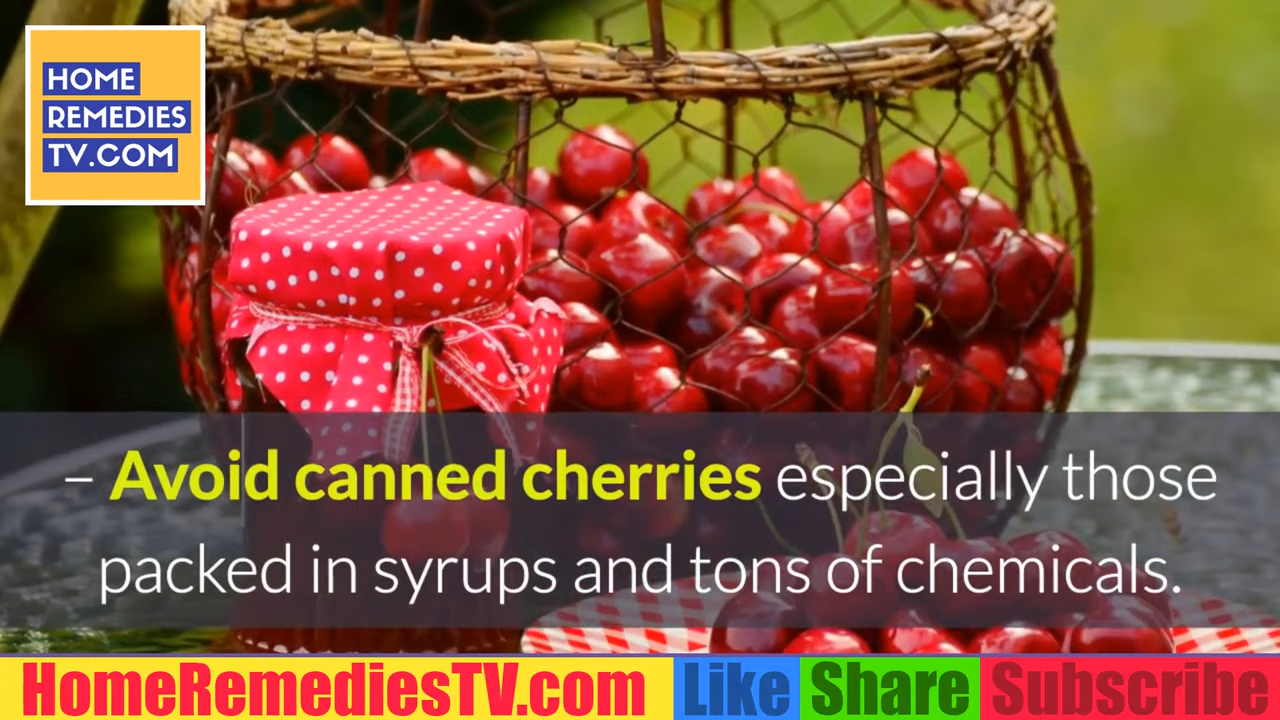 HOME
REMEDIES
TV.COM
– Avoid canned cherries especially those
packed in syrups and tons of chemicals.
HomeRemediesTV.com Like Share Subscribe